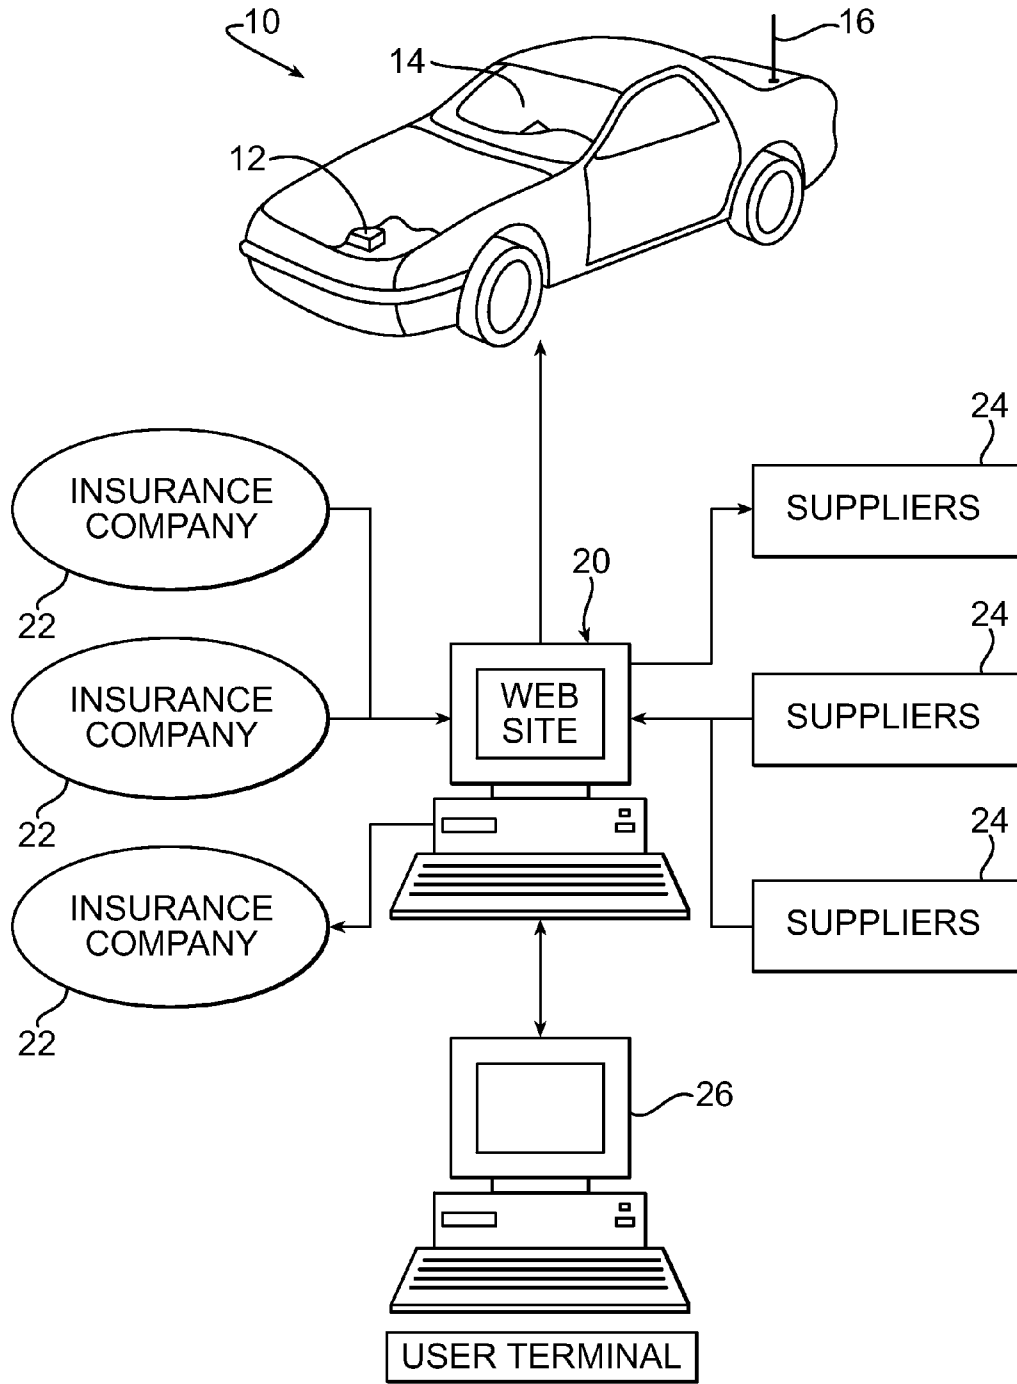 10
16
14
12
24
INSURANCE
COMPANY
SUPPLIERS
22
20
24
INSURANCE
COMPANY
WEB
SITE
SUPPLIERS
22
24
INSURANCE
COMPANY
SUPPLIERS
22
26
USER TERMINAL